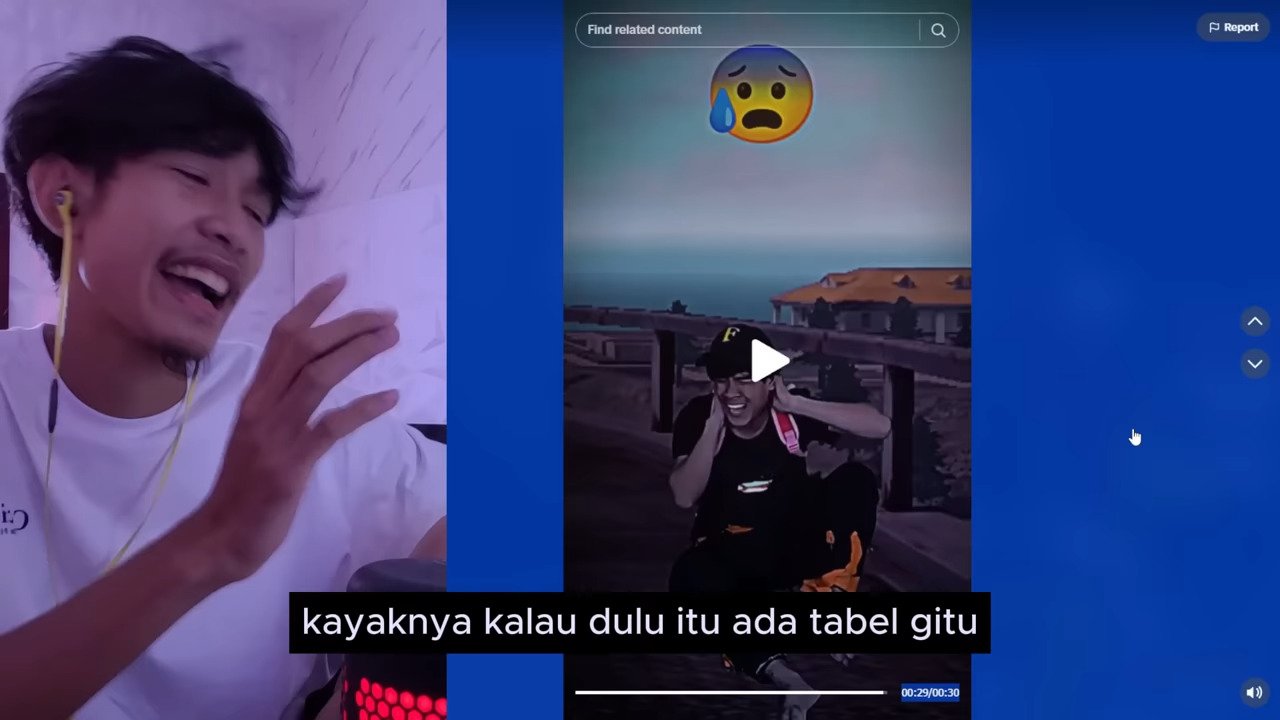 Find related content
Report
F
kayaknya kalau dulu itu ada tabel gitu
00:29/00:30